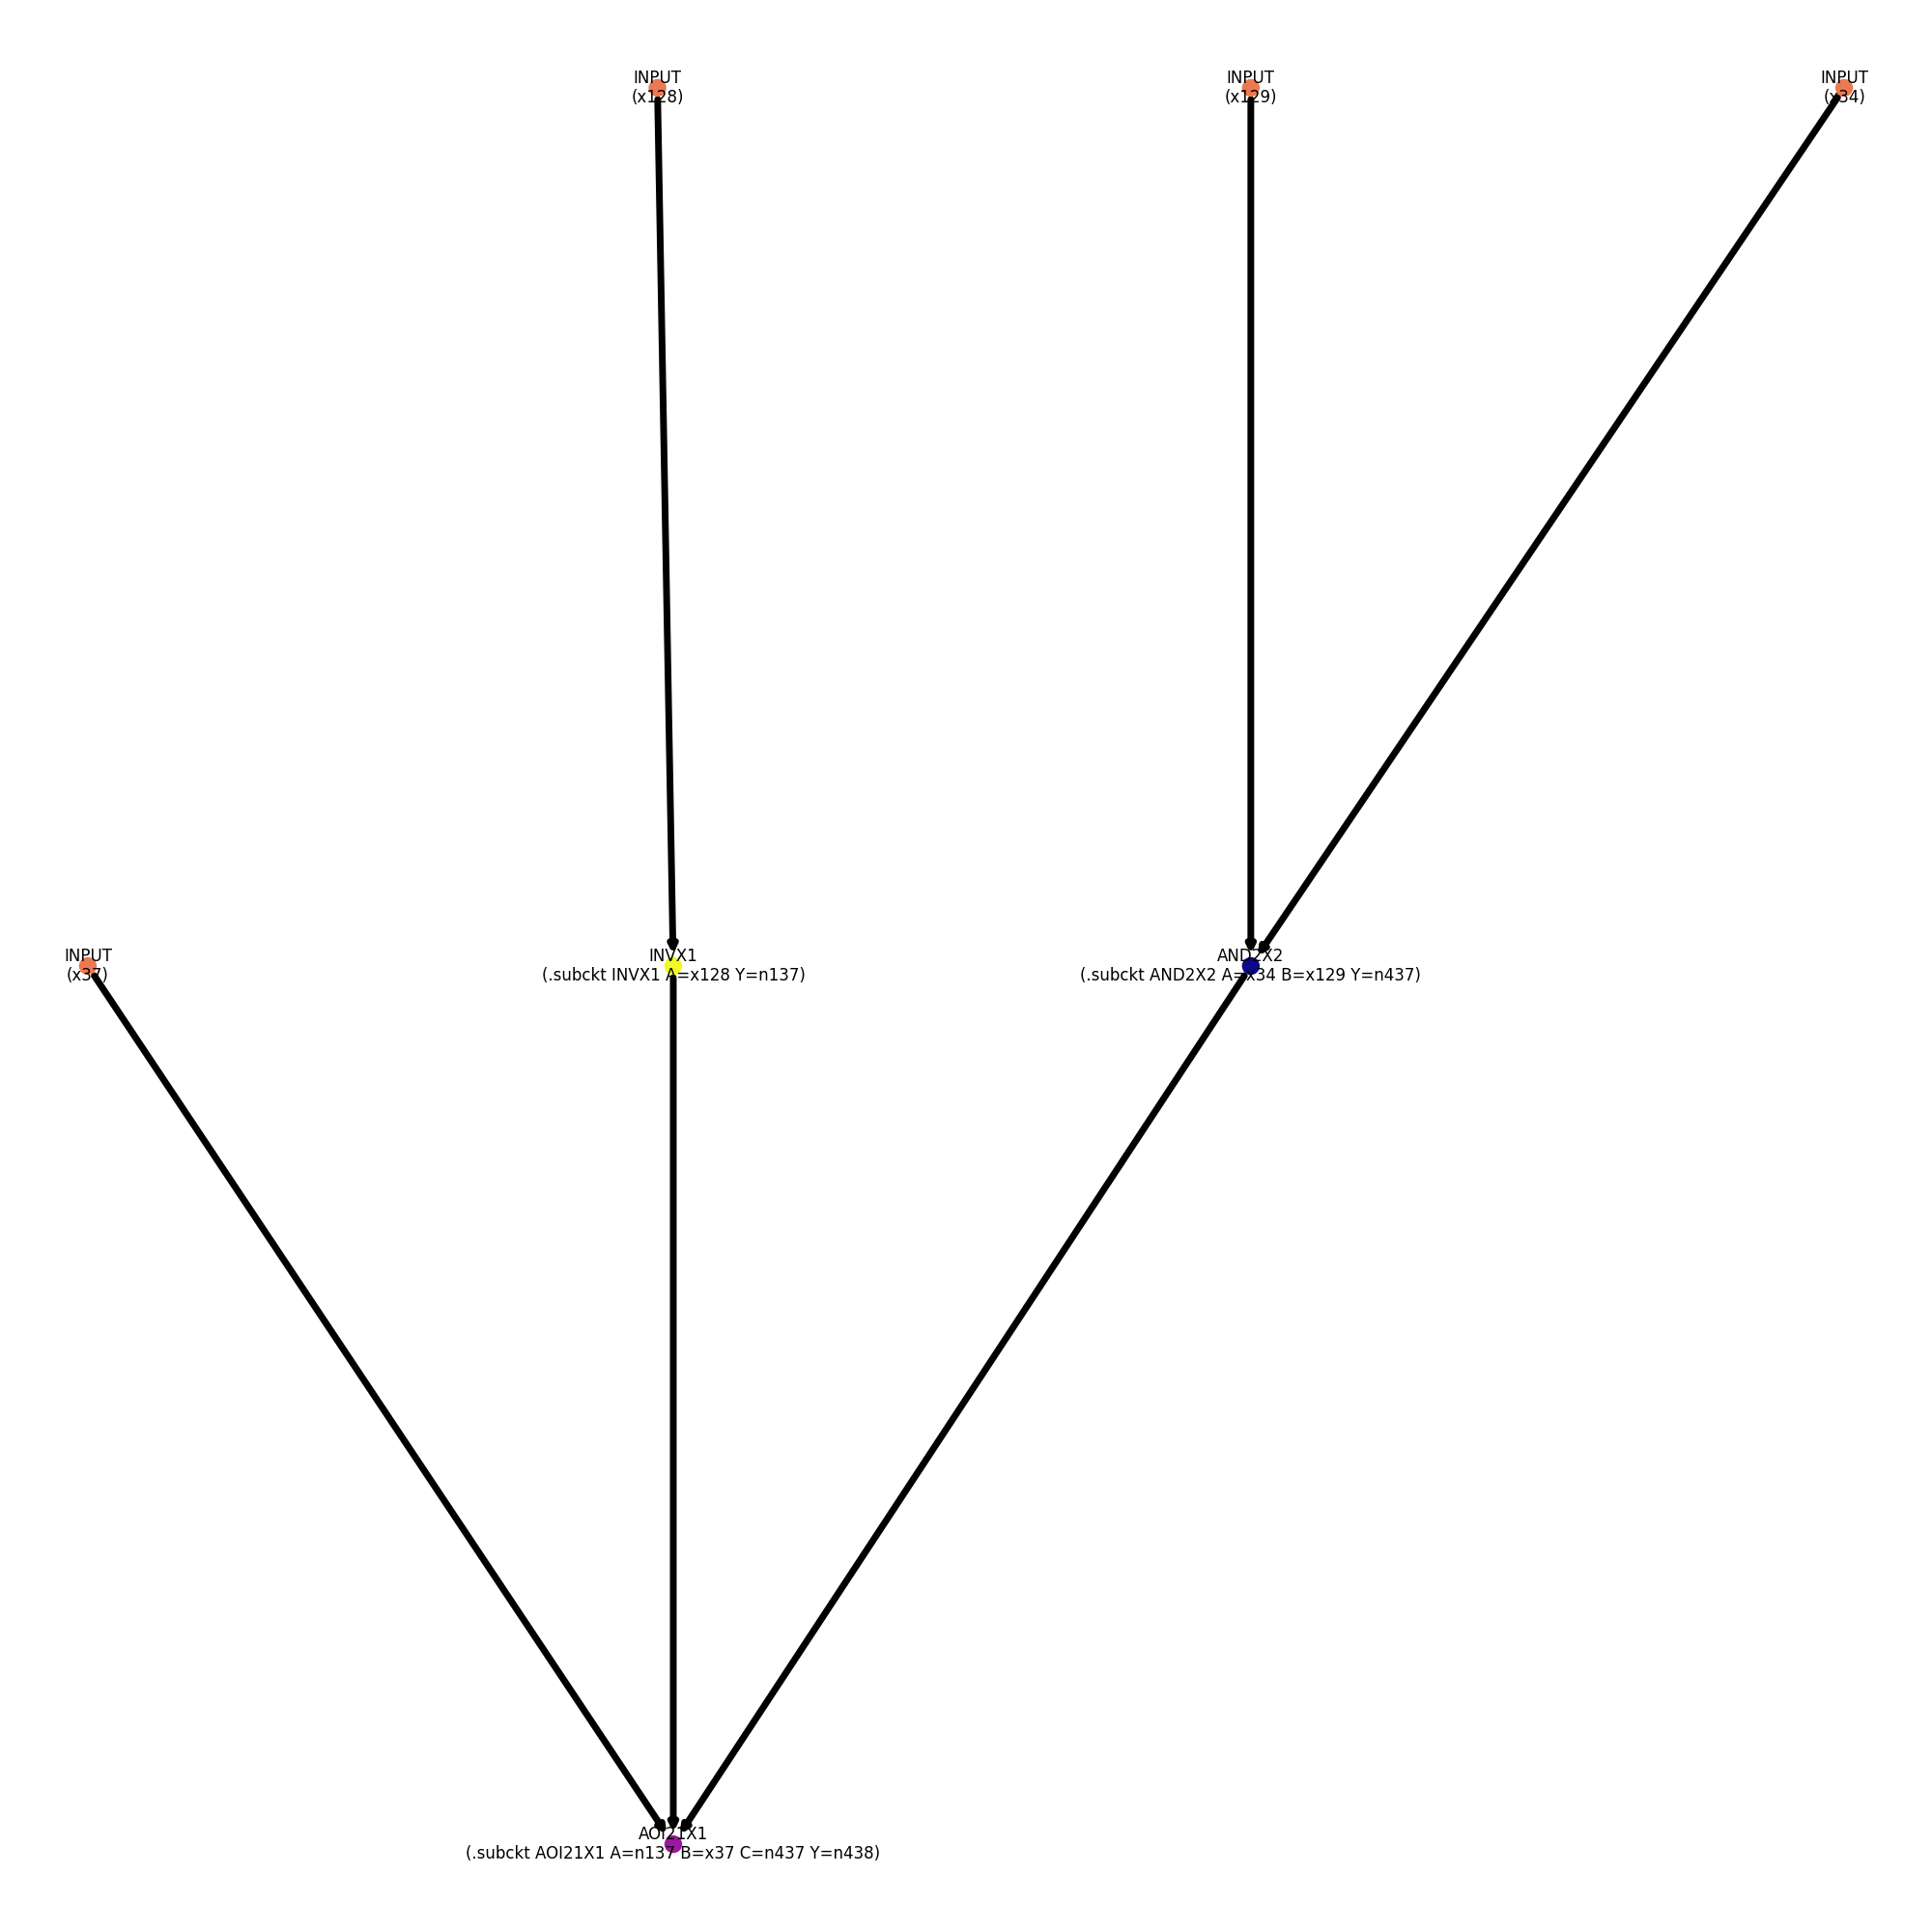 INPUT
(x128)
INPUT
(x129)
INPUT
(x34)
INPUT
(x37)
INVX1
(.subckt INVX1 A=x128 Y=n137)
AND2X2
(.subckt AND2X2 A=x34 B=x129 Y=n437)
AOI21X1
(.subckt AOI21X1 A=n137 B=x37 C=n437 Y=n438)